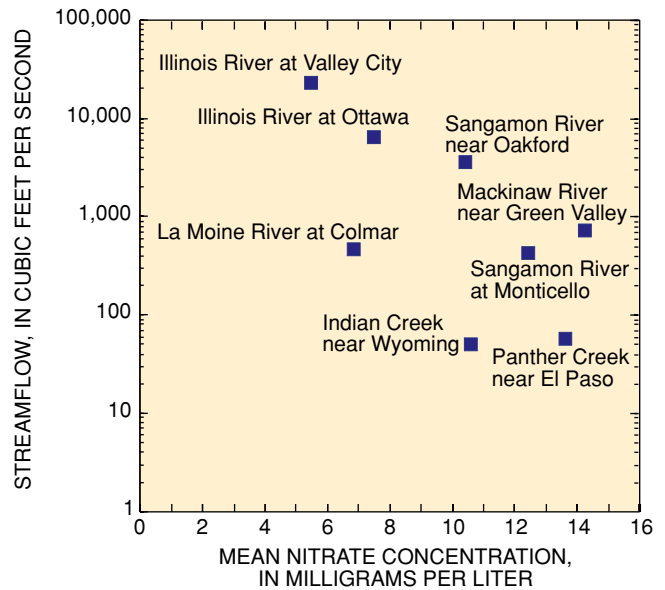 100,000
10,000
1,000
100
10
1
STREAMFLOW, IN CUBIC FEET PER SECOND
Illinois River at Valley City
Illinois River at Ottawa
Sangamon River
near Oakford
Mackinaw River
near Green Valley
La Moine River at Colmar
Sangamon River
at Monticello
Indian Creek
near Wyoming
Panther Creek
near El Paso
0 2 4 6 8 10 12 14 16
MEAN NITRATE CONCENTRATION,
IN MILLIGRAMS PER LITER